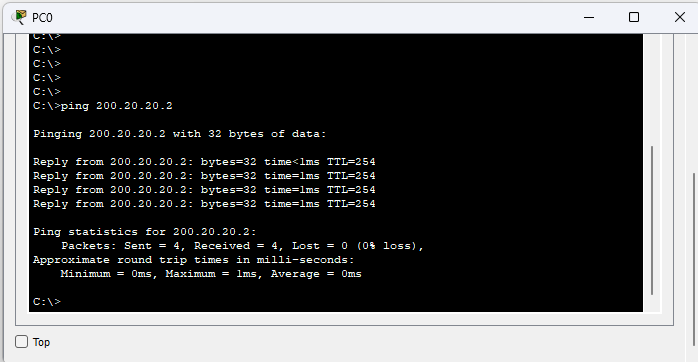 PC0
C:\>
C:\>
C:\>
C:\>
C:\>
C:\>ping 200.20.20.2
Pinging 200.20.20.2 with 32 bytes of data:
Reply from 200.20.20.2: bytes=32 time<1ms TTL=254
Reply from 200.20.20.2: bytes=32 time=1ms TTL=254
Reply from 200.20.20.2: bytes=32 time=1ms TTL=254
Reply from 200.20.20.2: bytes=32 time=1ms TTL=254
Ping statistics for 200.20.20.2:
Packets: Sent = 4, Received = 4, Lost = 0 (0% loss),
Approximate round trip times in milli-seconds:
Minimum = 0ms, Maximum = 1ms, Average = 0ms
C:\>
Top